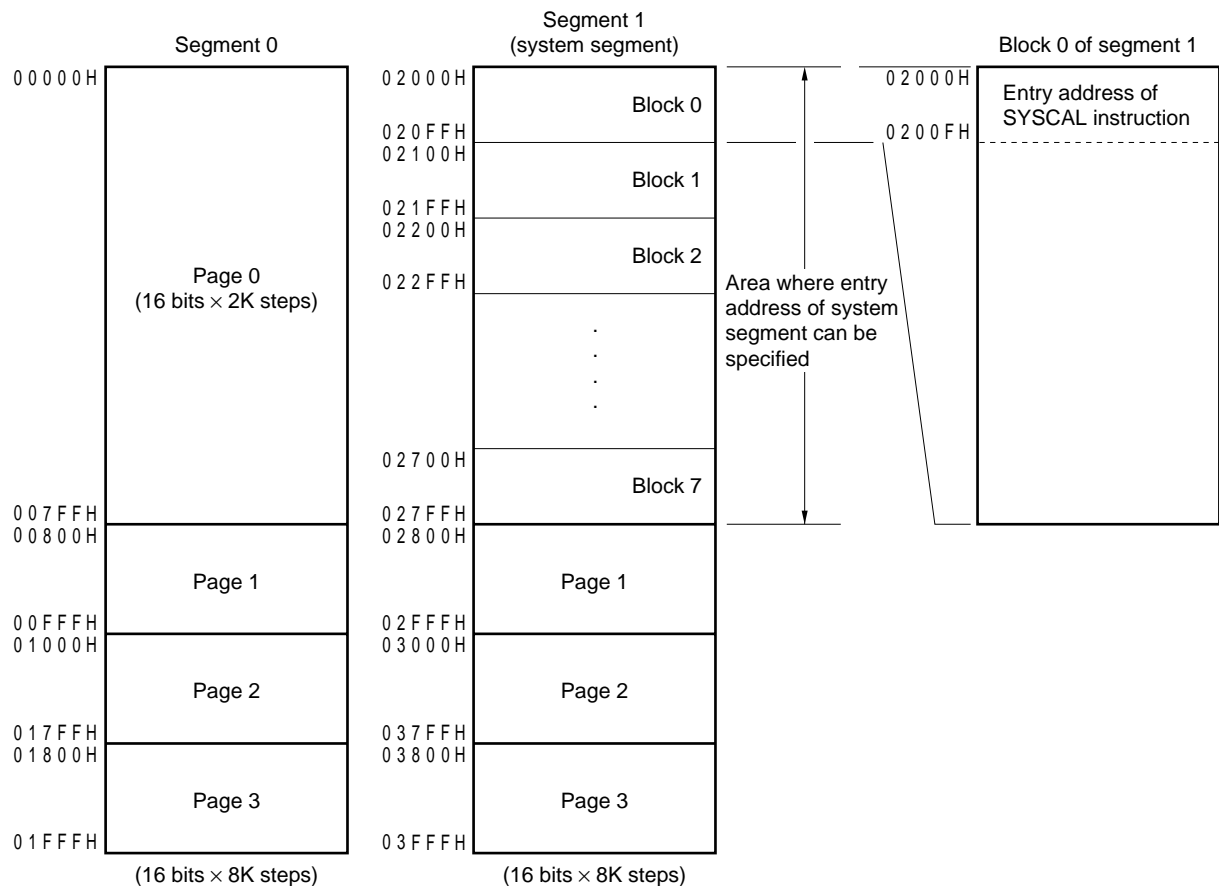 Segment 0
00000H
Page 0
(16 bits × 2K steps)
007FFH
00800H
Page 1
00FFFH
01000H
Page 2
017FFH
01800H
Page 3
01FFFH
(16 bits × 8K steps)
Segment 1
(system segment)
02000H
Block 0
020FFH
02100H
Block 1
021FFH
02200H
Block 2
022FFH
02700H
Block 7
027FFH
02800H
Page 1
02FFFH
03000H
Page 2
037FFH
03800H
Page 3
03FFFH
(16 bits × 8K steps)
Area where entry
address of system
segment can be
specified
Block 0 of segment 1
02000H
Entry address of
SYSCAL instruction
0200FH